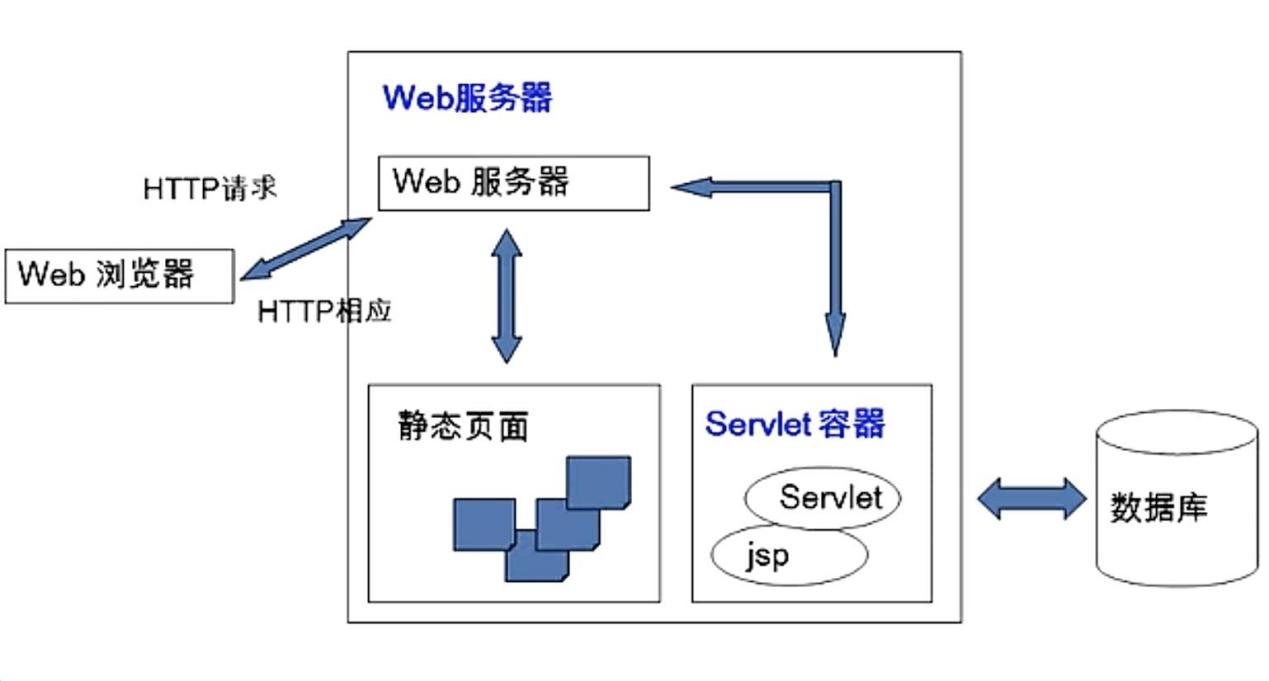 Web服务器
Web 服务器
HTTP请求
Web 浏览器
HTTP相应
静态页面
Servlet 容器
Servlet
jsp
数据库